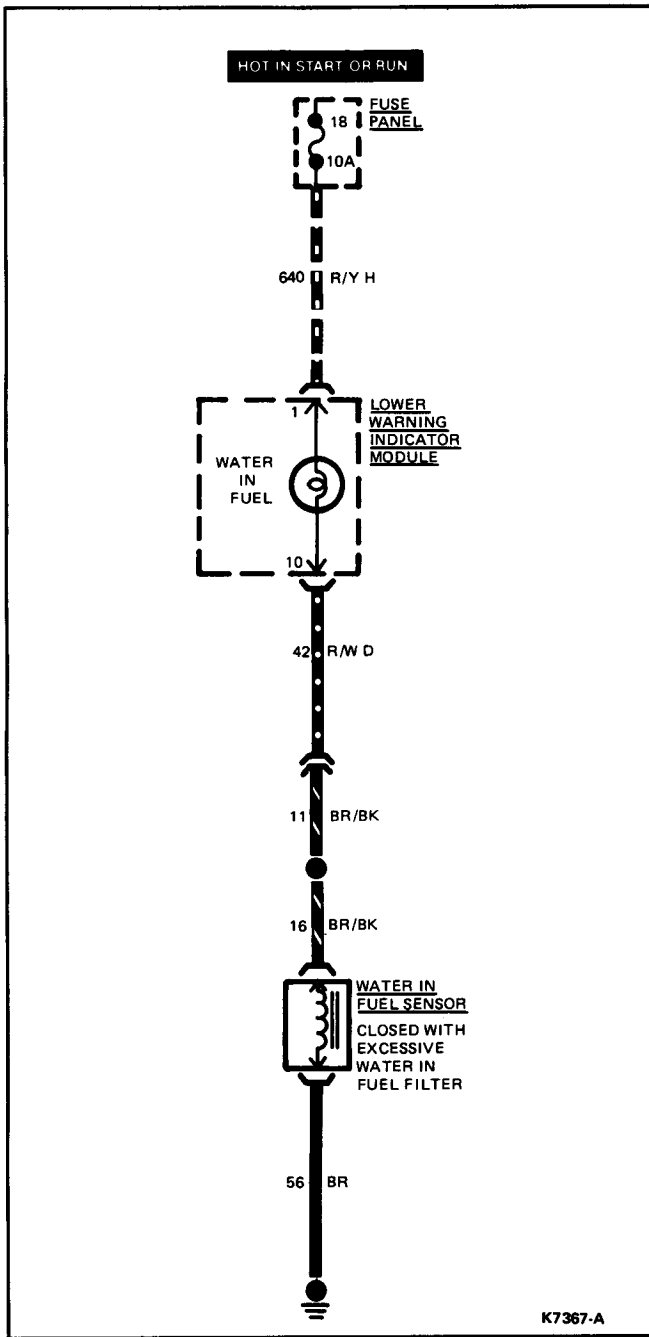 HOT IN START OR RUN
FUSE
PANEL
18
10A
640 R/Y H
LOWER
WARNING
INDICATOR
MODULE
1
WATER
IN
FUEL
10
42 R/W D
11 BR/BK
16 BR/BK
WATER IN
FUEL SENSOR
CLOSED WITH
EXCESSIVE
WATER IN
FUEL FILTER
56 BR
K7367-A